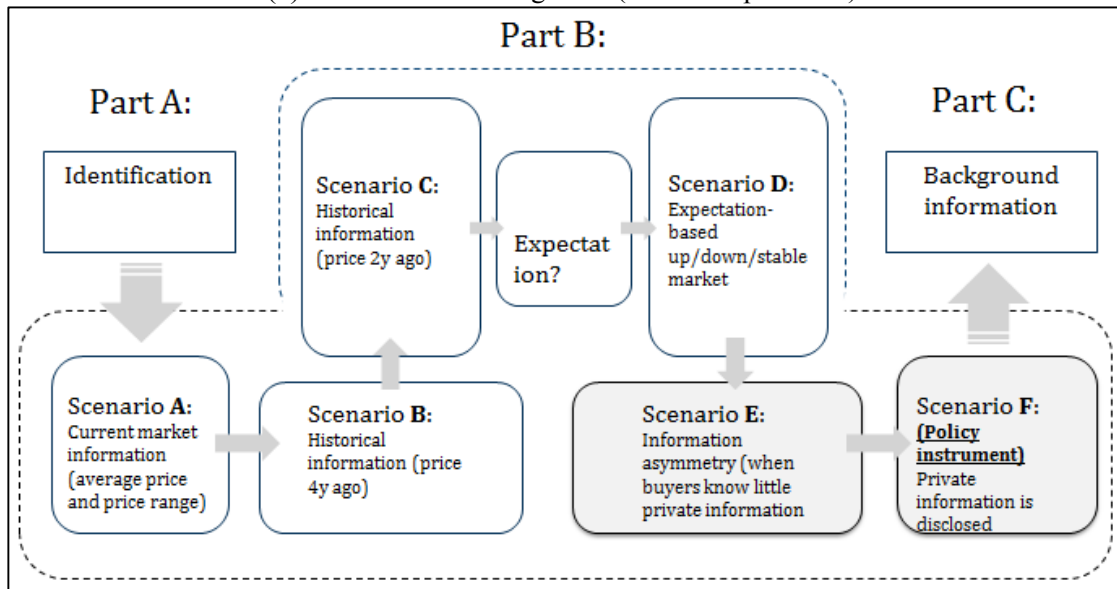 Part B:
Part A:
Part C:
Identification
Scenario C:
Historical
information
(price 2y ago)
Expectat
ion?
Scenario D:
Expectation-
based
up/down/stable
market
Background
information
Scenario A:
Current market
information
(average price
and price range)
Scenario B:
Historical
information (price
4y ago)
Scenario E:
Information
asymmetry (when
buyers know little
private information
Scenario F:
(Policy
instrument)
Private
information is
disclosed